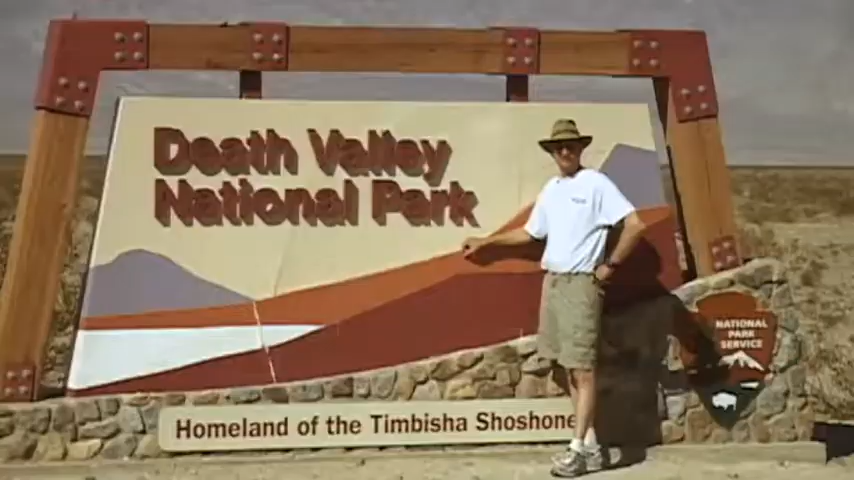 Death Valley
National Park
Homeland of the Timbisha Shoshone
NATIONAL
PARK
SERVICE